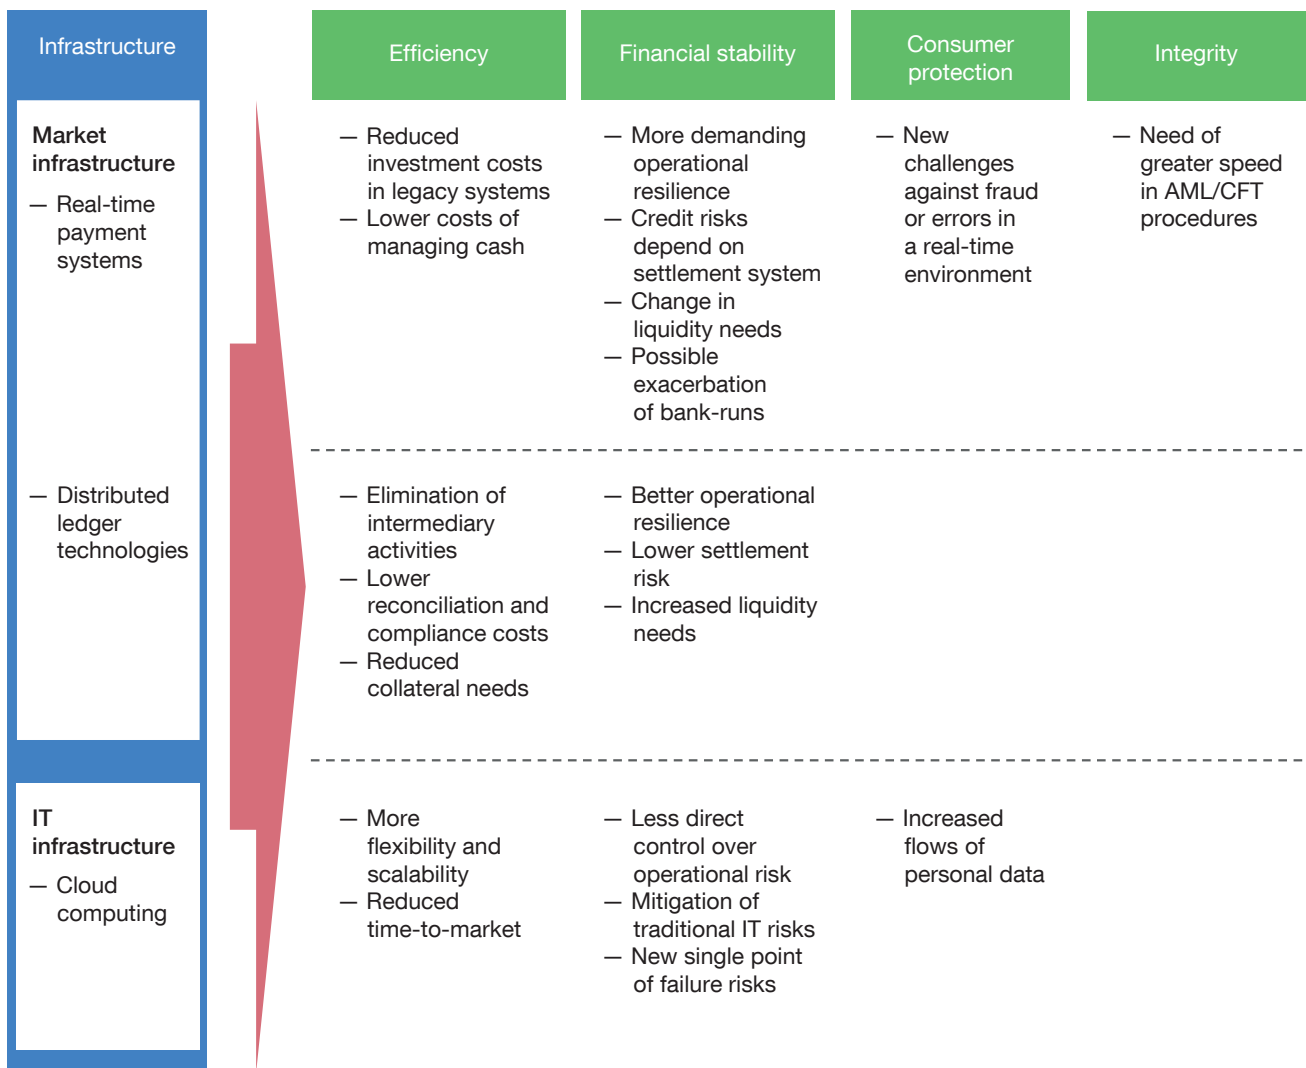 Infrastructure
Efficiency
Financial stability
Consumer
protection
Integrity
Market
infrastructure
— Real-time
payment
systems
— Reduced
investment costs
in legacy systems
— Lower costs of
managing cash
— More demanding
operational
resilience
— Credit risks
depend on
settlement system
— Change in
liquidity needs
— Possible
exacerbation
of bank-runs
— New
challenges
against fraud
or errors in
a real-time
environment
— Need of
greater speed
in AML/CFT
procedures
— Distributed
ledger
technologies
— Elimination of
intermediary
activities
— Lower
reconciliation and
compliance costs
— Reduced
collateral needs
— Better operational
resilience
— Lower settlement
risk
— Increased liquidity
needs
IT
infrastructure
— Cloud
computing
— More
flexibility and
scalability
— Reduced
time-to-market
— Less direct
control over
operational risk
— Mitigation of
traditional IT risks
— New single point
of failure risks
— Increased
flows of
personal data